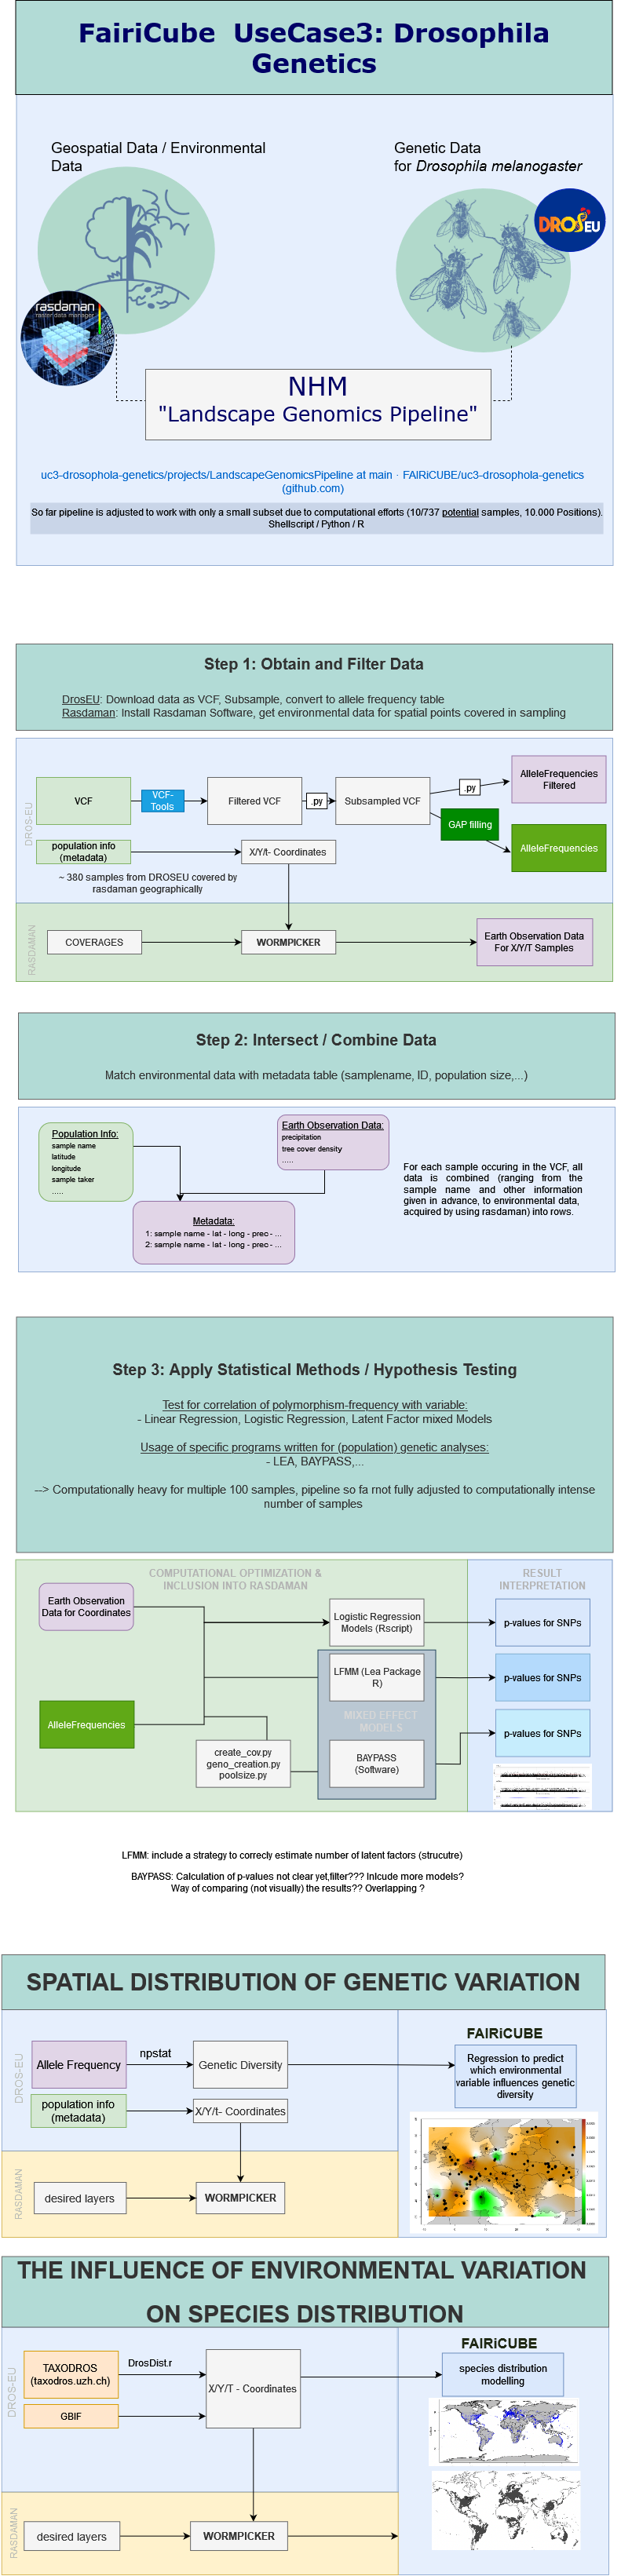 FairiCube UseCase3: Drosophila
Genetics
Geospatial Data / Environmental
Data
Genetic Data
for Drosophila melanogaster
DROSEU
rasdaman
raster data manager
NHM
"Landscape Genomics Pipeline"
uc3-drosophola-genetics/projects/LandscapeGenomicsPipeline at main · FAIRiCUBE/uc3-drosophola-genetics
(github.com)
So far pipeline is adjusted to work with only a small subset due to computational efforts (10/737 potential samples, 10.000 Positions).
Shellscript / Python / R
Step 1: Obtain and Filter Data
DrosEU: Download data as VCF, Subsample, convert to allele frequency table
Rasdaman: Install Rasdaman Software, get environmental data for spatial points covered in sampling
DROS-EU
VCF
VCF-
Tools
Filtered VCF
.py
Subsampled VCF
.py
AlleleFrequencies
Filtered
GAP filling
AlleleFrequencies
population info
(metadata)
X/Y/t- Coordinates
~ 380 samples from DROSEU covered by
rasdaman geographically
RASDAMAN
COVERAGES
WORMPICKER
Earth Observation Data
For X/Y/T Samples
Step 2: Intersect / Combine Data
Match environmental data with metadata table (samplename, ID, population size,...)
Population Info:
sample name
latitude
longitude
sample taker
.....
Earth Observation Data:
precipitation
tree cover density
.....
Metadata:
1: sample name - lat - long - prec - ...
2: sample name - lat - long - prec - ...
For each sample occuring in the VCF, all
data is combined (ranging from the
sample name and other information
given in advance, to environmental data,
acquired by using rasdaman) into rows.
Step 3: Apply Statistical Methods / Hypothesis Testing
Test for correlation of polymorphism-frequency with variable:
- Linear Regression, Logistic Regression, Latent Factor mixed Models
Usage of specific programs written for (population) genetic analyses:
- LEA, BAYPASS,...
--> Computationally heavy for multiple 100 samples, pipeline so fa rnot fully adjusted to computationally intense
number of samples
COMPUTATIONAL OPTIMIZATION &
INCLUSION INTO RASDAMAN
RESULT
INTERPRETATION
Earth Observation
Data for Coordinates
Logistic Regression
Models (Rscript)
p-values for SNPs
LFMM (Lea Package
R)
p-values for SNPs
AlleleFrequencies
MIXED EFFECT
MODELS
p-values for SNPs
create_cov.py
geno_creation.py
poolsize.py
BAYPASS
(Software)
LFMM: include a strategy to correcly estimate number of latent factors (strucutre)
BAYPASS: Calculation of p-values not clear yet,filter??? Inlcude more models?
Way of comparing (not visually) the results?? Overlapping ?
SPATIAL DISTRIBUTION OF GENETIC VARIATION
DROS-EU
Allele Frequency
npstat
Genetic Diversity
FAIRiCUBE
Regression to predict
which environmental
variable influences genetic
diversity
population info
(metadata)
X/Y/t- Coordinates
RASDAMAN
desired layers
WORMPICKER
THE INFLUENCE OF ENVIRONMENTAL VARIATION
ON SPECIES DISTRIBUTION
DROS-EU
TAXODROS
(taxodros.uzh.ch)
DrosDist.r
X/Y/T - Coordinates
GBIF
FAIRiCUBE
species distribution
modelling
RASDAMAN
desired layers
WORMPICKER